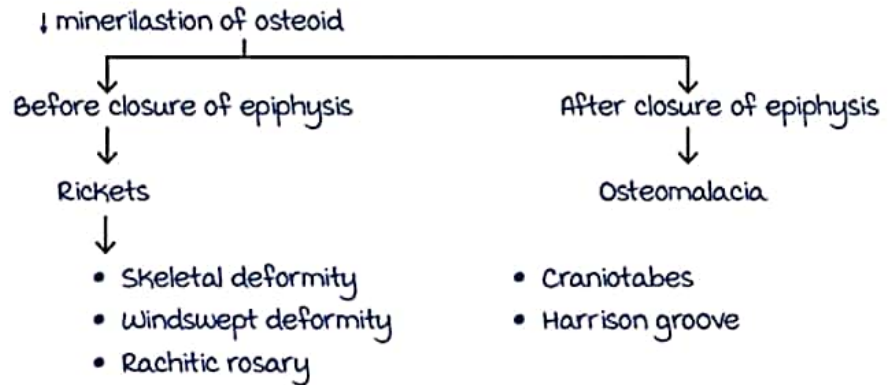 ↓ minerilastion of osteoid
Before closure of epiphysis
After closure of epiphysis
Rickets
Osteomalacia
• Skeletal deformity
• Windswept deformity
• Rachitic rosary
• Craniotabes
• Harrison groove